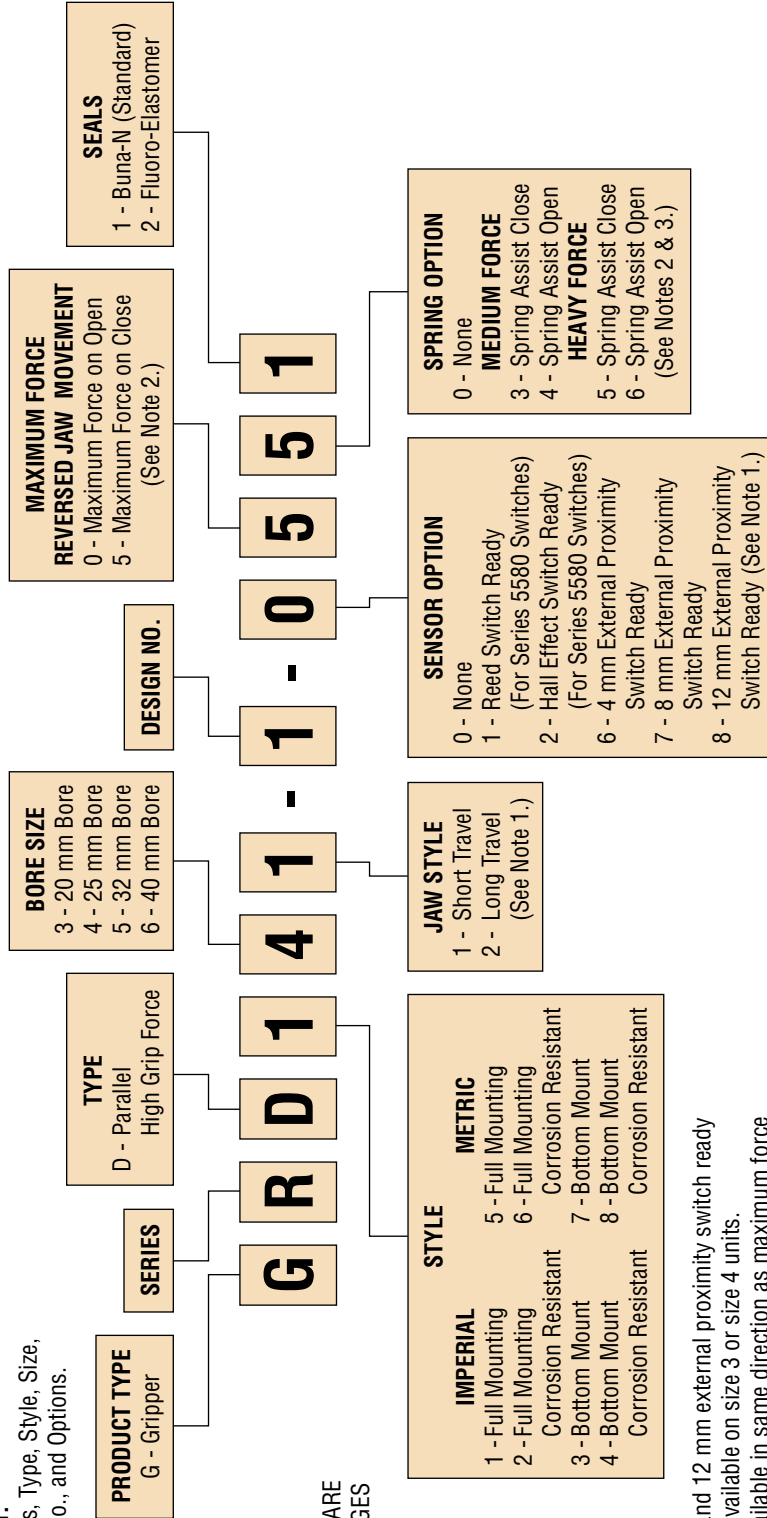 s, Type, Style, Size,
o., and Options.
PRODUCT TYPE
G - Gripper
SERIES
TYPE
D - Parallel
High Grip Force
BORE SIZE
3 - 20 mm Bore
4 - 25 mm Bore
5 - 32 mm Bore
6 - 40 mm Bore
DESIGN NO.
MAXIMUM FORCE
REVERSED JAW MOVEMENT
0 - Maximum Force on Open
5 - Maximum Force on Close
(See Note 2.)
SEALS
1 - Buna-N (Standard)
2 - Fluoro-Elastomer
G R D 1 4 1 - 1 - 0 5 5 1
ARE
GES
STYLE
IMPERIAL
1 - Full Mounting
2 - Full Mounting
Corrosion Resistant
3 - Bottom Mount
4 - Bottom Mount
Corrosion Resistant
METRIC
5 - Full Mounting
6 - Full Mounting
Corrosion Resistant
7 - Bottom Mount
8 - Bottom Mount
Corrosion Resistant
JAW STYLE
1 - Short Travel
2 - Long Travel
(See Note 1.)
SENSOR OPTION
0 - None
1 - Reed Switch Ready
(For Series 5580 Switches)
2 - Hall Effect Switch Ready
(For Series 5580 Switches)
6 - 4 mm External Proximity
Switch Ready
7 - 8 mm External Proximity
Switch Ready
8 - 12 mm External Proximity
Switch Ready (See Note 1.)
SPRING OPTION
0 - None
MEDIUM FORCE
3 - Spring Assist Close
4 - Spring Assist Open
HEAVY FORCE
5 - Spring Assist Close
6 - Spring Assist Open
(See Notes 2 & 3.)
nd 12 mm external proximity switch ready
vailable on size 3 or size 4 units.
ailable in same direction as maximum force